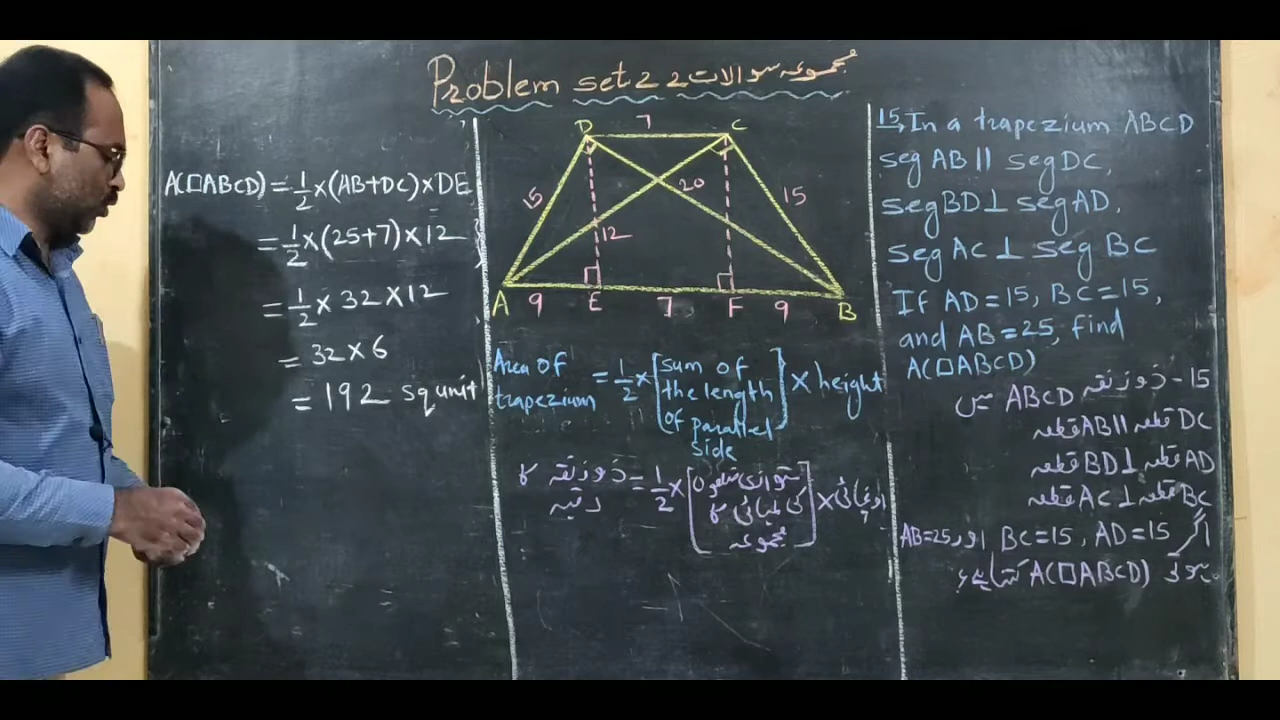 Problem set 2 2 مجموعہ سوالات
A(□ABCD) = 1/2 × (AB+DC) × DE
= 1/2 × (25+7) × 12
= 1/2 × 32 × 12
= 32 × 6
= 192 sq unit
7
D C
15 20 15
12
A 9 E 7 F 9 B
Area of trapezium = 1/2 × [sum of the length of parallel side] × height
ذوزنقہ کا رقبہ = 1/2 × [متوازی ضلعوں کی لمبائی کا مجموعہ] × اونچائی
15, In a trapezium ABCD
seg AB || seg DC,
seg BD ⊥ seg AD,
seg AC ⊥ seg BC
If AD = 15, BC = 15,
and AB = 25, find
A(□ABCD)
15 - ذوزنقہ ABCD میں
قطعہ AB || قطعہ DC
قطعہ BD ⊥ قطعہ AD
قطعہ AC ⊥ قطعہ BC
اگر AD = 15 , BC = 15 اور AB = 25
A(□ABCD)